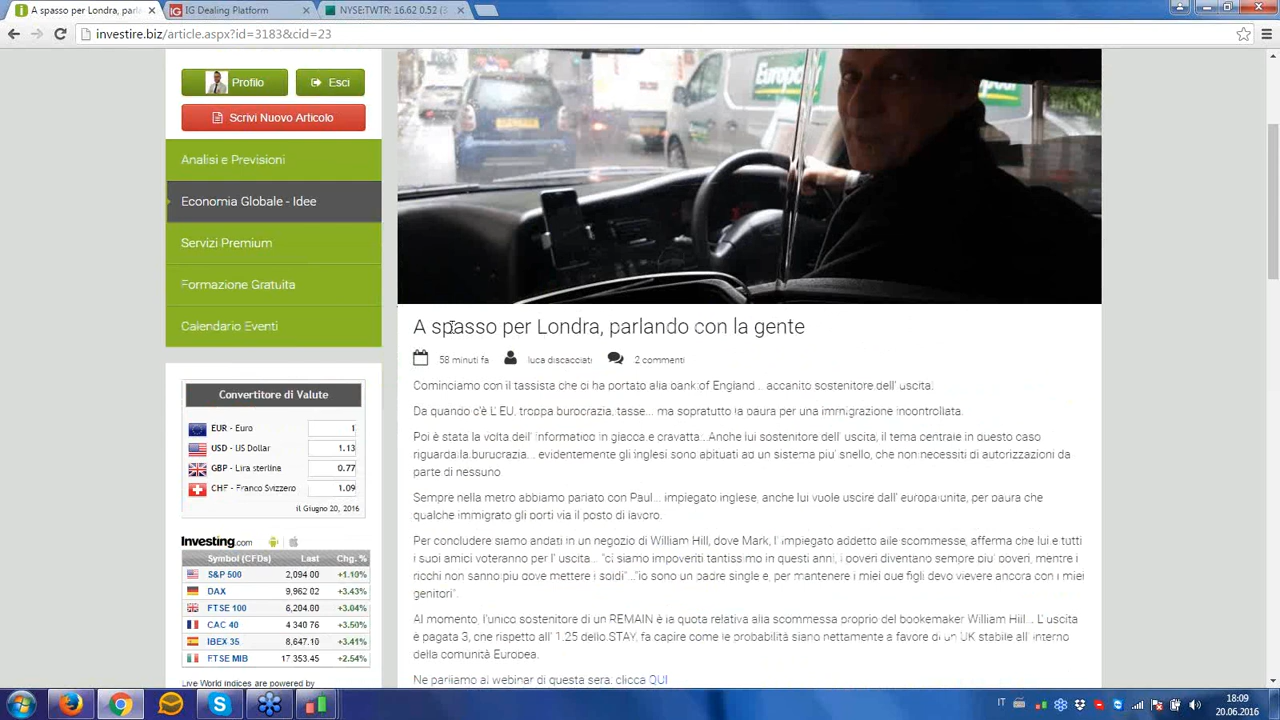 A spasso per Londra, parl
IG Dealing Platform
NYSE:TWTR: 16.62 0.52 (3
investire.biz/article.aspx?id=3183&cid=23
Profilo
Esci
Scrivi Nuovo Articolo
Analisi e Previsioni
Economia Globale - Idee
Servizi Premium
Formazione Gratuita
Calendario Eventi
Convertitore di Valute
EUR - Euro 1
USD - US Dollar 1.13
GBP - Lira sterlina 0.77
CHF - Franco Svizzero 1.09
il Giugno 20, 2016
Investing.com
Symbol (CFDs) Last Chg. %
S&P 500 2,094.00 +1.10%
DAX 9,962.02 +3.43%
FTSE 100 6,204.00 +3.04%
CAC 40 4 340.76 +3.50%
IBEX 35 8,647.10 +3.41%
FTSE MIB 17 353.45 +2.54%
Live World Indices are powered by
Europcar
A spasso per Londra, parlando con la gente
58 minuti fa luca discacciati 2 commenti
Cominciamo con il tassista che ci ha portato alla bank of England... accanito sostenitore dell' uscita.
Da quando c'è L' EU, troppa burocrazia, tasse... ma sopratutto la paura per una immigrazione incontrollata.
Poi è stata la volta dell' informatico in giacca e cravatta. Anche lui sostenitore dell' uscita, il tema centrale in questo caso
riguarda la burocrazia... evidentemente gli inglesi sono abituati ad un sistema piu' snello, che non necessiti di autorizzazioni da
parte di nessuno
Sempre nella metro abbiamo parlato con Paul... impiegato inglese, anche lui vuole uscire dall' europa unita, per paura che
qualche immigrato gli porti via il posto di lavoro.
Per concludere siamo andati in un negozio di William Hill, dove Mark, l' impiegato addetto alle scommesse, afferma che lui e tutti
i supi amici voteranno per l' uscita... "ci siamo impoveriti tantissimo in questi anni, i poveri diventano sempre piu' poveri, mentre i
ricchi non sanno piu dove mettere i soldi"..."io sono un padre single e, per mantenere i miei due figli devo vievere ancora con i miei
genitori".
Al momento, l'unico sostenitore di un REMAIN è la quota relativa alla scommessa proprio del bookemaker William Hiill... L' uscita
è pagata 3, che rispetto all' 1.25 dello STAY, fa capire come le probabilità siano nettamente a favore di un UK stabile all' interno
della comunità Europea.
Ne parliamo al webinar di questa sera, clicca QUI
IT
18:09
20.06.2016